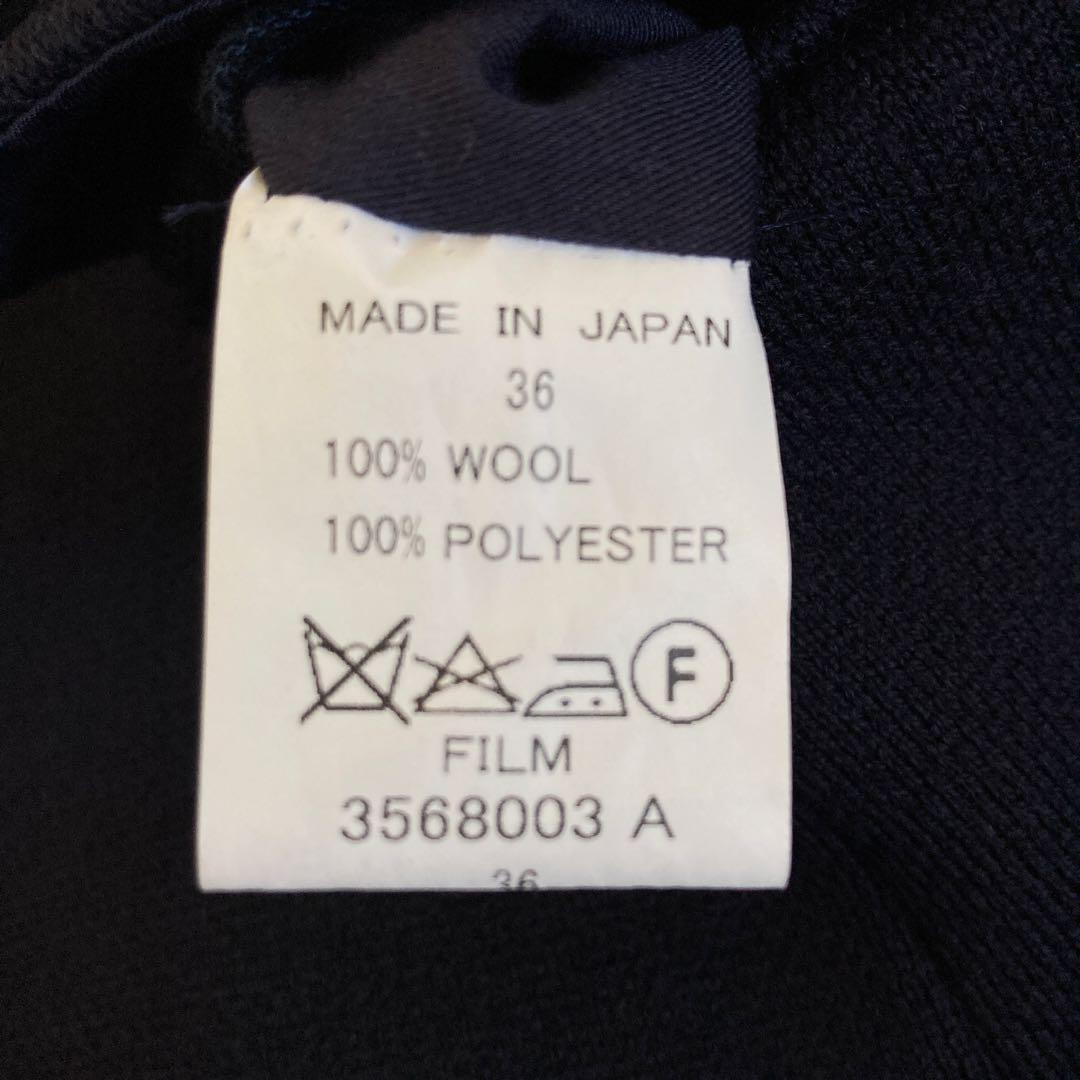 MADE IN JAPAN
36
100% WOOL
100% POLYESTER
F
FILM
3568003 A
36